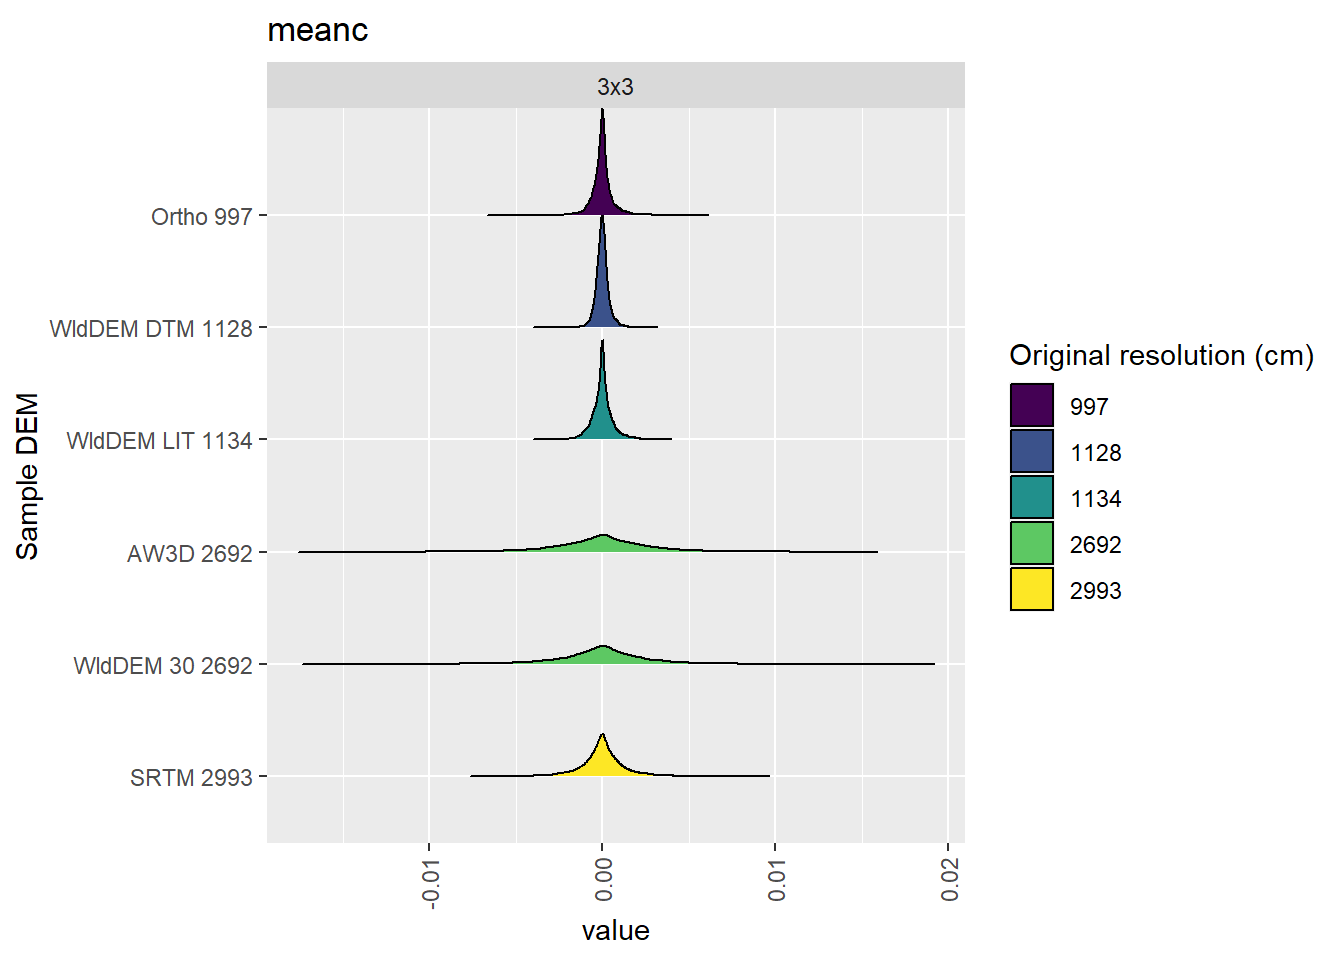 meanc
3x3
Ortho 997
WldDEM DTM 1128
WldDEM LIT 1134
AW3D 2692
WldDEM 30 2692
SRTM 2993
Sample DEM
-0.01
0.00
0.01
0.02
value
Original resolution (cm)
997
1128
1134
2692
2993